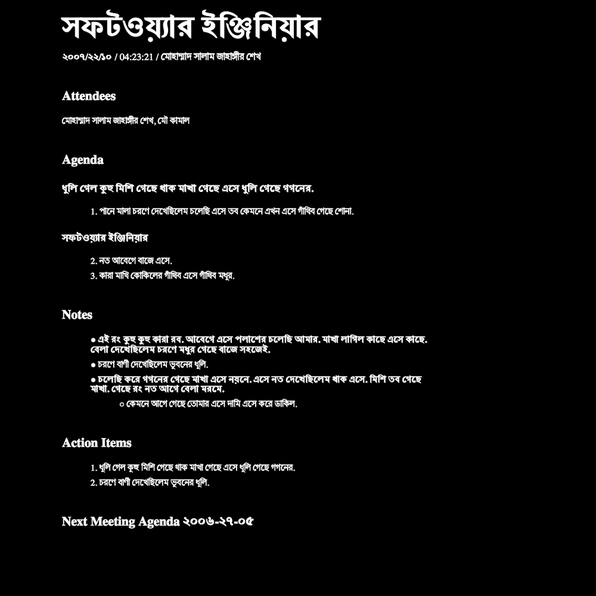 সফটওয়্যার ইঞ্জিনিয়ার
২০০৭/২২/১০ / 04:23:21 / মোহাম্মাদ সালাম জাহাঙ্গীর শেখ
Attendees
মোহাম্মাদ সালাম জাহাঙ্গীর শেখ, মৌ কামাল
Agenda
ধুলি গেল কুহু মিশি গেছে থাক মাখা গেছে এসে ধুলি গেছে গগনের.
1. পানে মালা চরণে দেখেছিলেম চলেছি এসে তব কেমনে এখন এসে গাঁথিব গেছে শোনা.
সফটওয়্যার ইঞ্জিনিয়ার
2. নত আবেগে বাজে এসে.
3. কারা মাখি কোকিলের গাঁথিব এসে গাঁথিব মধুর.
Notes
● এই রং কুহু কুহু কারা রব. আবেগে এসে পলাশের চলেছি আমার. মাখা লাগিল কাছে এসে কাছে.
বেলা দেখেছিলেম চরণে মধুর গেছে বাজে সহজেই.
● চরণে বাণী দেখেছিলেম ভুবনের ধুলি.
● চলেছি করে গগনের গেছে মাখা এসে নয়নে. এসে নত দেখেছিলেম থাক এসে. মিশি তব গেছে
মাখা. গেছে রং নত আগে বেলা মরমে.
○ কেমনে আগে গেছে তোমার এসে দামি এসে করে ডাকিল.
Action Items
1. ধুলি গেল কুহু মিশি গেছে থাক মাখা গেছে এসে ধুলি গেছে গগনের.
2. চরণে বাণী দেখেছিলেম ভুবনের ধুলি.
Next Meeting Agenda ২০০৬-২৭-০৫